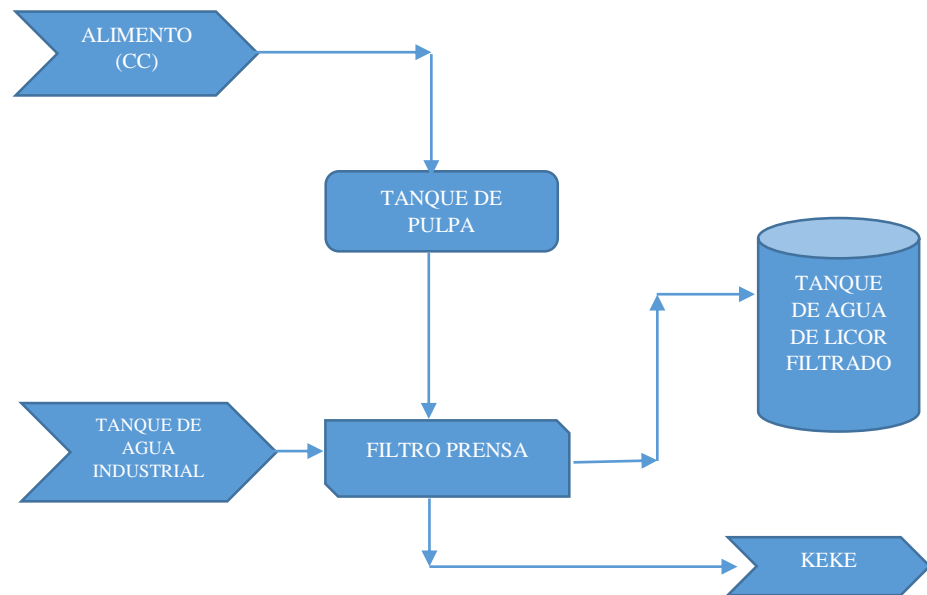 ALIMENTO
(CC)
TANQUE DE
PULPA
TANQUE
DE AGUA
DE LICOR
FILTRADO
TANQUE DE
AGUA
INDUSTRIAL
FILTRO PRENSA
KEKE